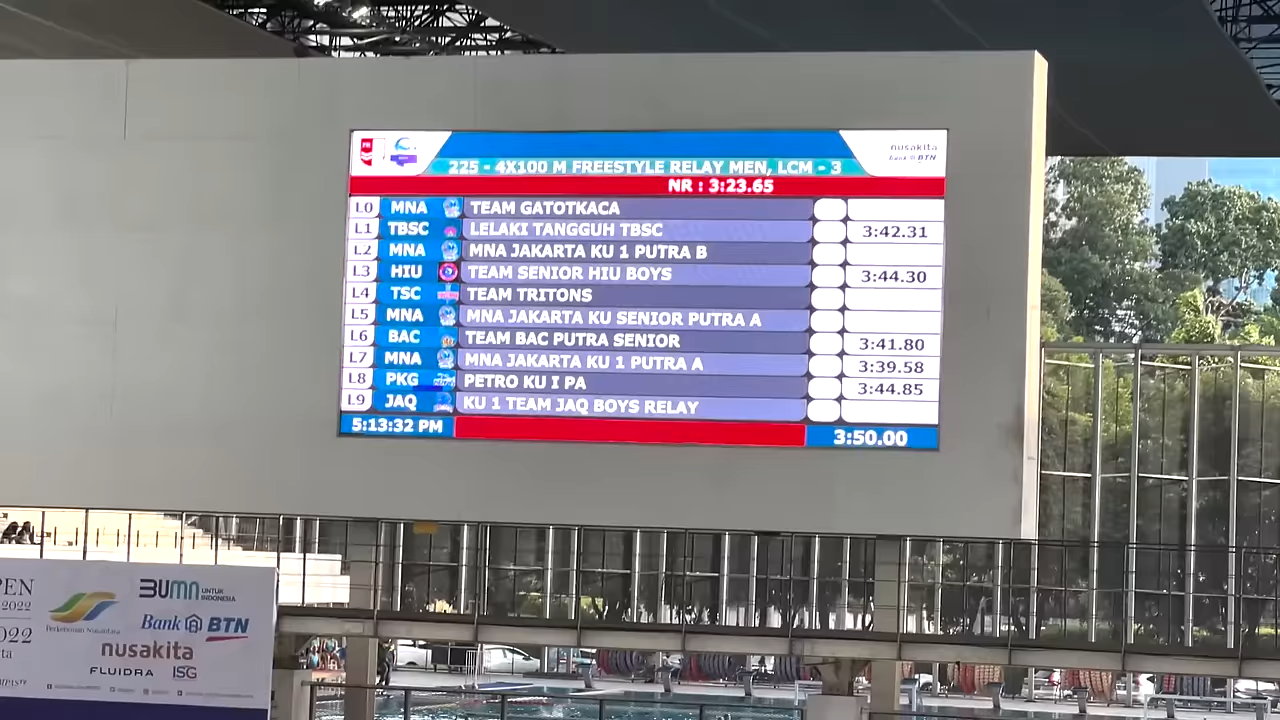 nusakita
Bank BTN
225 - 4X100 M FREESTYLE RELAY MEN, LCM - 3
NR : 3:23.65
L0 MNA TEAM GATOTKACA
L1 TBSC LELAKI TANGGUH TBSC 3:42.31
L2 MNA MNA JAKARTA KU 1 PUTRA B
L3 HIU TEAM SENIOR HIU BOYS 3:44.30
L4 TSC TEAM TRITONS
L5 MNA MNA JAKARTA KU SENIOR PUTRA A
L6 BAC TEAM BAC PUTRA SENIOR 3:41.80
L7 MNA MNA JAKARTA KU 1 PUTRA A 3:39.58
L8 PKG PETRO KU I PA 3:44.85
L9 JAQ KU 1 TEAM JAQ BOYS RELAY
5:13:32 PM 3:50.00
PEN
2022
022
ta
Perkebunan Nusantara
BUMN UNTUK INDONESIA
Bank BTN
nusakita
FLUIDRA ISG